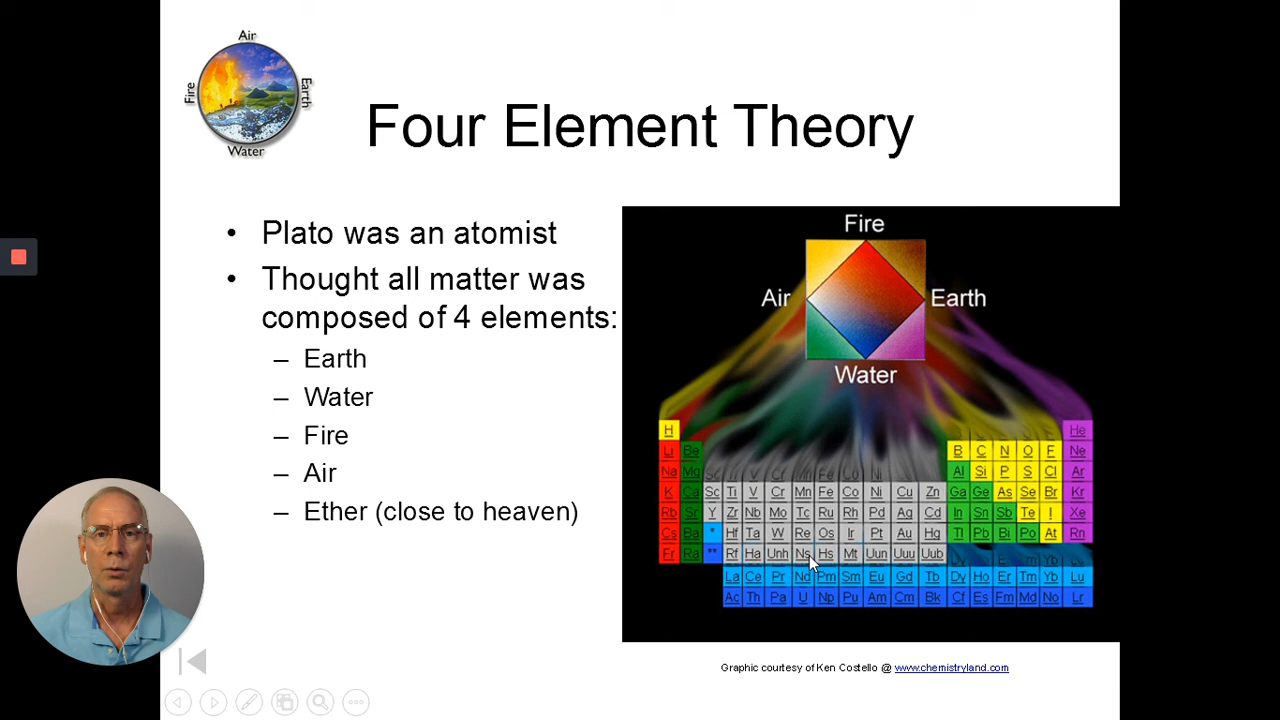 Air
Fire
Earth
Water
Four Element Theory
• Plato was an atomist
• Thought all matter was
composed of 4 elements:
– Earth
– Water
– Fire
– Air
– Ether (close to heaven)
Fire
Air
Earth
Water
H He
Li Be B C N O F Ne
Na Mg Al Si P S Cl Ar
K Ca Sc Ti V Cr Mn Fe Co Ni Cu Zn Ga Ge As Se Br Kr
Rb Sr Y Zr Nb Mo Tc Ru Rh Pd Ag Cd In Sn Sb Te I Xe
Cs Ba * Hf Ta W Re Os Ir Pt Au Hg Tl Pb Bi Po At Rn
Fr Ra ** Rf Ha Unh Ns Hs Mt Uun Uuu Uub
La Ce Pr Nd Pm Sm Eu Gd Tb Dy Ho Er Tm Yb Lu
Ac Th Pa U Np Pu Am Cm Bk Cf Es Fm Md No Lr
Graphic courtesy of Ken Costello @ www.chemistryland.com